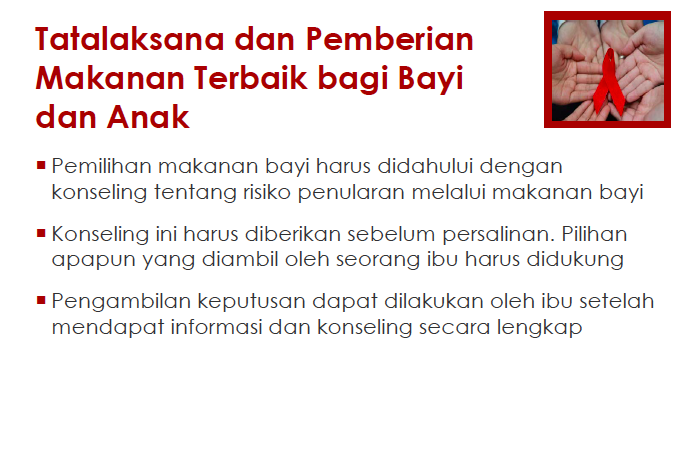 Tatalaksana dan Pemberian
Makanan Terbaik bagi Bayi
dan Anak
▪ Pemilihan makanan bayi harus didahului dengan
konseling tentang risiko penularan melalui makanan bayi
▪ Konseling ini harus diberikan sebelum persalinan. Pilihan
apapun yang diambil oleh seorang ibu harus didukung
▪ Pengambilan keputusan dapat dilakukan oleh ibu setelah
mendapat informasi dan konseling secara lengkap